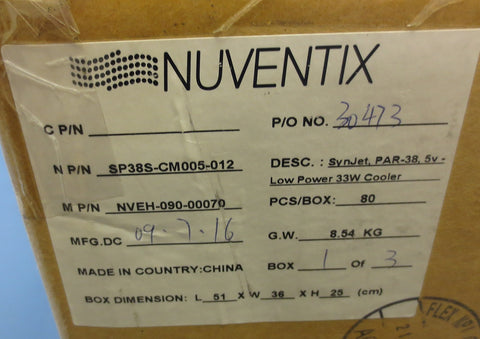 NUVENTIX
C P/N
P/O NO. 30473
N P/N SP38S-CM005-012
DESC. : SynJet, PAR-38, 5v -
Low Power 33W Cooler
M P/N NVEH-090-00070
PCS/BOX: 80
MFG.DC 09.7.16
G.W. 8.54 KG
MADE IN COUNTRY:CHINA
BOX 1 Of 3
BOX DIMENSION: L 51 X W 36 X H 25 (cm)
FLEX